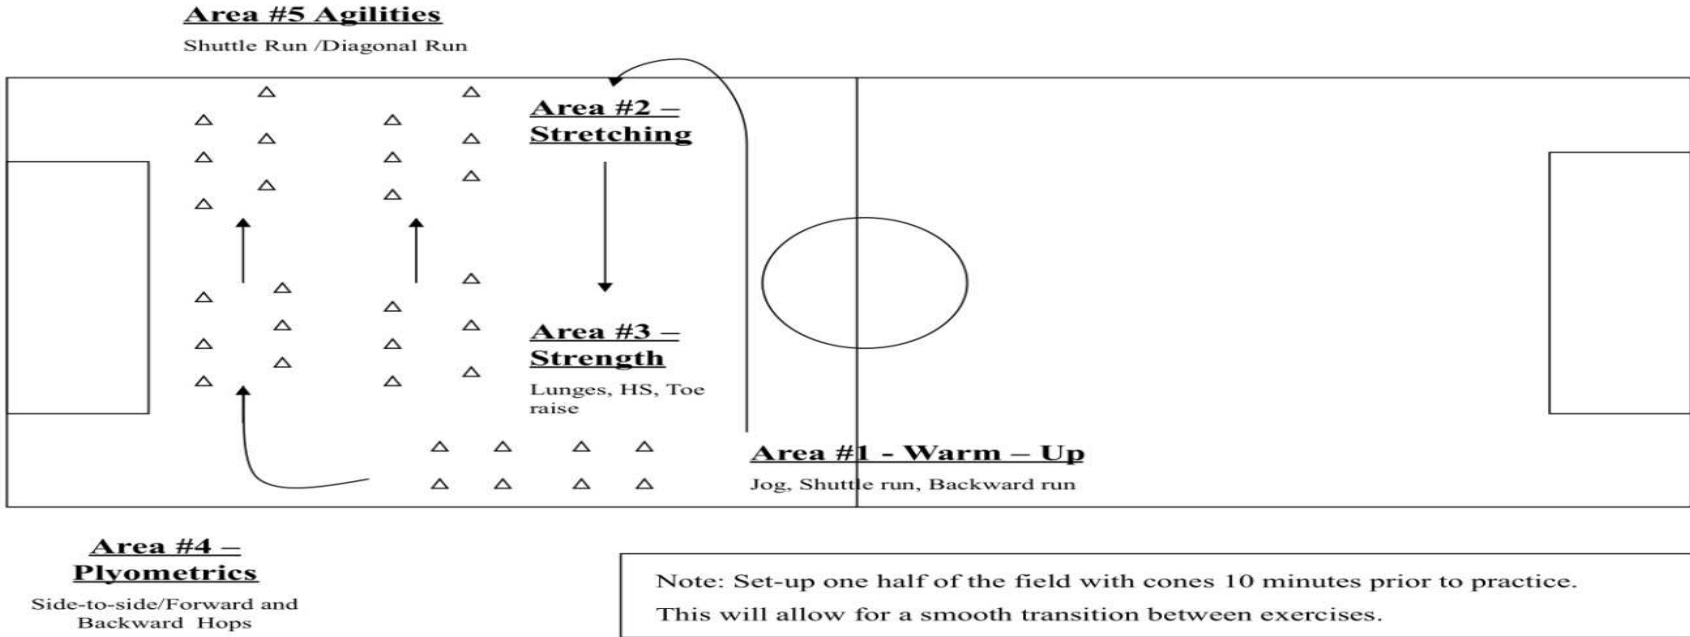 Area #5 Agilities
Shuttle Run /Diagonal Run
Area #2 –
Stretching
Area #3 –
Strength
Lunges, HS, Toe
raise
Area #1 - Warm – Up
Jog, Shuttle run, Backward run
Area #4 –
Plyometrics
Side-to-side/Forward and
Backward Hops
Note: Set-up one half of the field with cones 10 minutes prior to practice.
This will allow for a smooth transition between exercises.